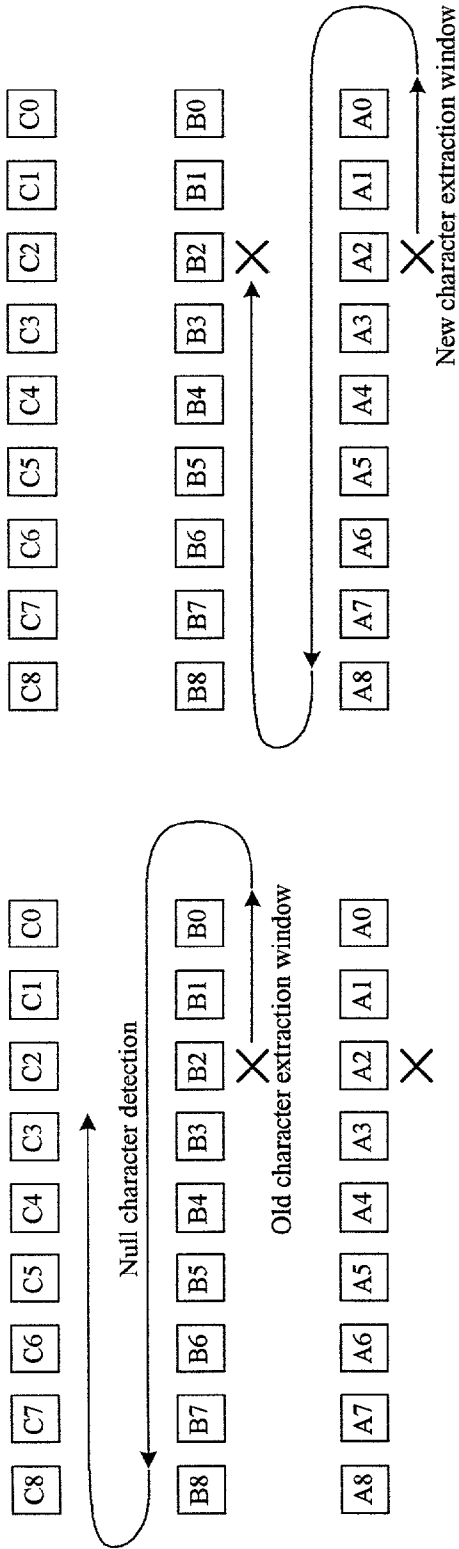 C8 C7 C6 C5 C4 C3 C2 C1 C0 C8 C7 C6 C5 C4 C3 C2 C1 C0
Null character detection
B8 B7 B6 B5 B4 B3 B2 B1 B0 B8 B7 B6 B5 B4 B3 B2 B1 B0
Old character extraction window
A8 A7 A6 A5 A4 A3 A2 A1 A0 A8 A7 A6 A5 A4 A3 A2 A1 A0
New character extraction window